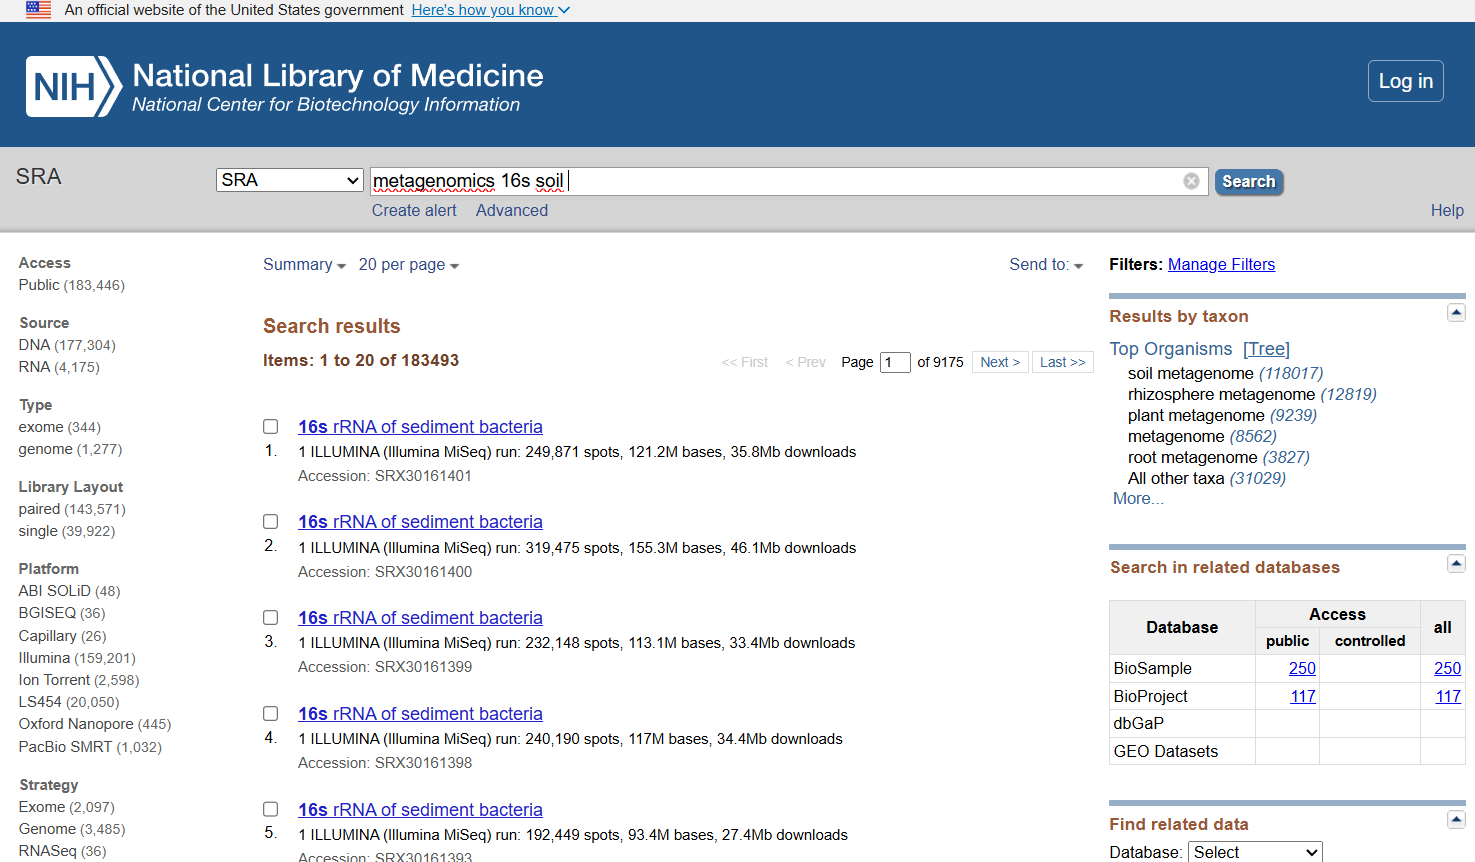 An official website of the United States government Here's how you know
NIH National Library of Medicine
National Center for Biotechnology Information
Log in
SRA
SRA
metagenomics 16s soil
Search
Create alert Advanced
Help
Access
Public (183,446)
Source
DNA (177,304)
RNA (4,175)
Type
exome (344)
genome (1,277)
Library Layout
paired (143,571)
single (39,922)
Platform
ABI SOLiD (48)
BGISEQ (36)
Capillary (26)
Illumina (159,201)
Ion Torrent (2,598)
LS454 (20,050)
Oxford Nanopore (445)
PacBio SMRT (1,032)
Strategy
Exome (2,097)
Genome (3,485)
RNASeq (36)
Summary 20 per page
Send to:
Search results
Items: 1 to 20 of 183493
<< First < Prev Page 1 of 9175 Next > Last >>
16s rRNA of sediment bacteria
1. 1 ILLUMINA (Illumina MiSeq) run: 249,871 spots, 121.2M bases, 35.8Mb downloads
Accession: SRX30161401
16s rRNA of sediment bacteria
2. 1 ILLUMINA (Illumina MiSeq) run: 319,475 spots, 155.3M bases, 46.1Mb downloads
Accession: SRX30161400
16s rRNA of sediment bacteria
3. 1 ILLUMINA (Illumina MiSeq) run: 232,148 spots, 113.1M bases, 33.4Mb downloads
Accession: SRX30161399
16s rRNA of sediment bacteria
4. 1 ILLUMINA (Illumina MiSeq) run: 240,190 spots, 117M bases, 34.4Mb downloads
Accession: SRX30161398
16s rRNA of sediment bacteria
5. 1 ILLUMINA (Illumina MiSeq) run: 192,449 spots, 93.4M bases, 27.4Mb downloads
Accession: SRX30161393
Filters: Manage Filters
Results by taxon
Top Organisms [Tree]
soil metagenome (118017)
rhizosphere metagenome (12819)
plant metagenome (9239)
metagenome (8562)
root metagenome (3827)
All other taxa (31029)
More...
Search in related databases
Database Access all
public controlled
BioSample 250 250
BioProject 117 117
dbGaP
GEO Datasets
Find related data
Database: Select